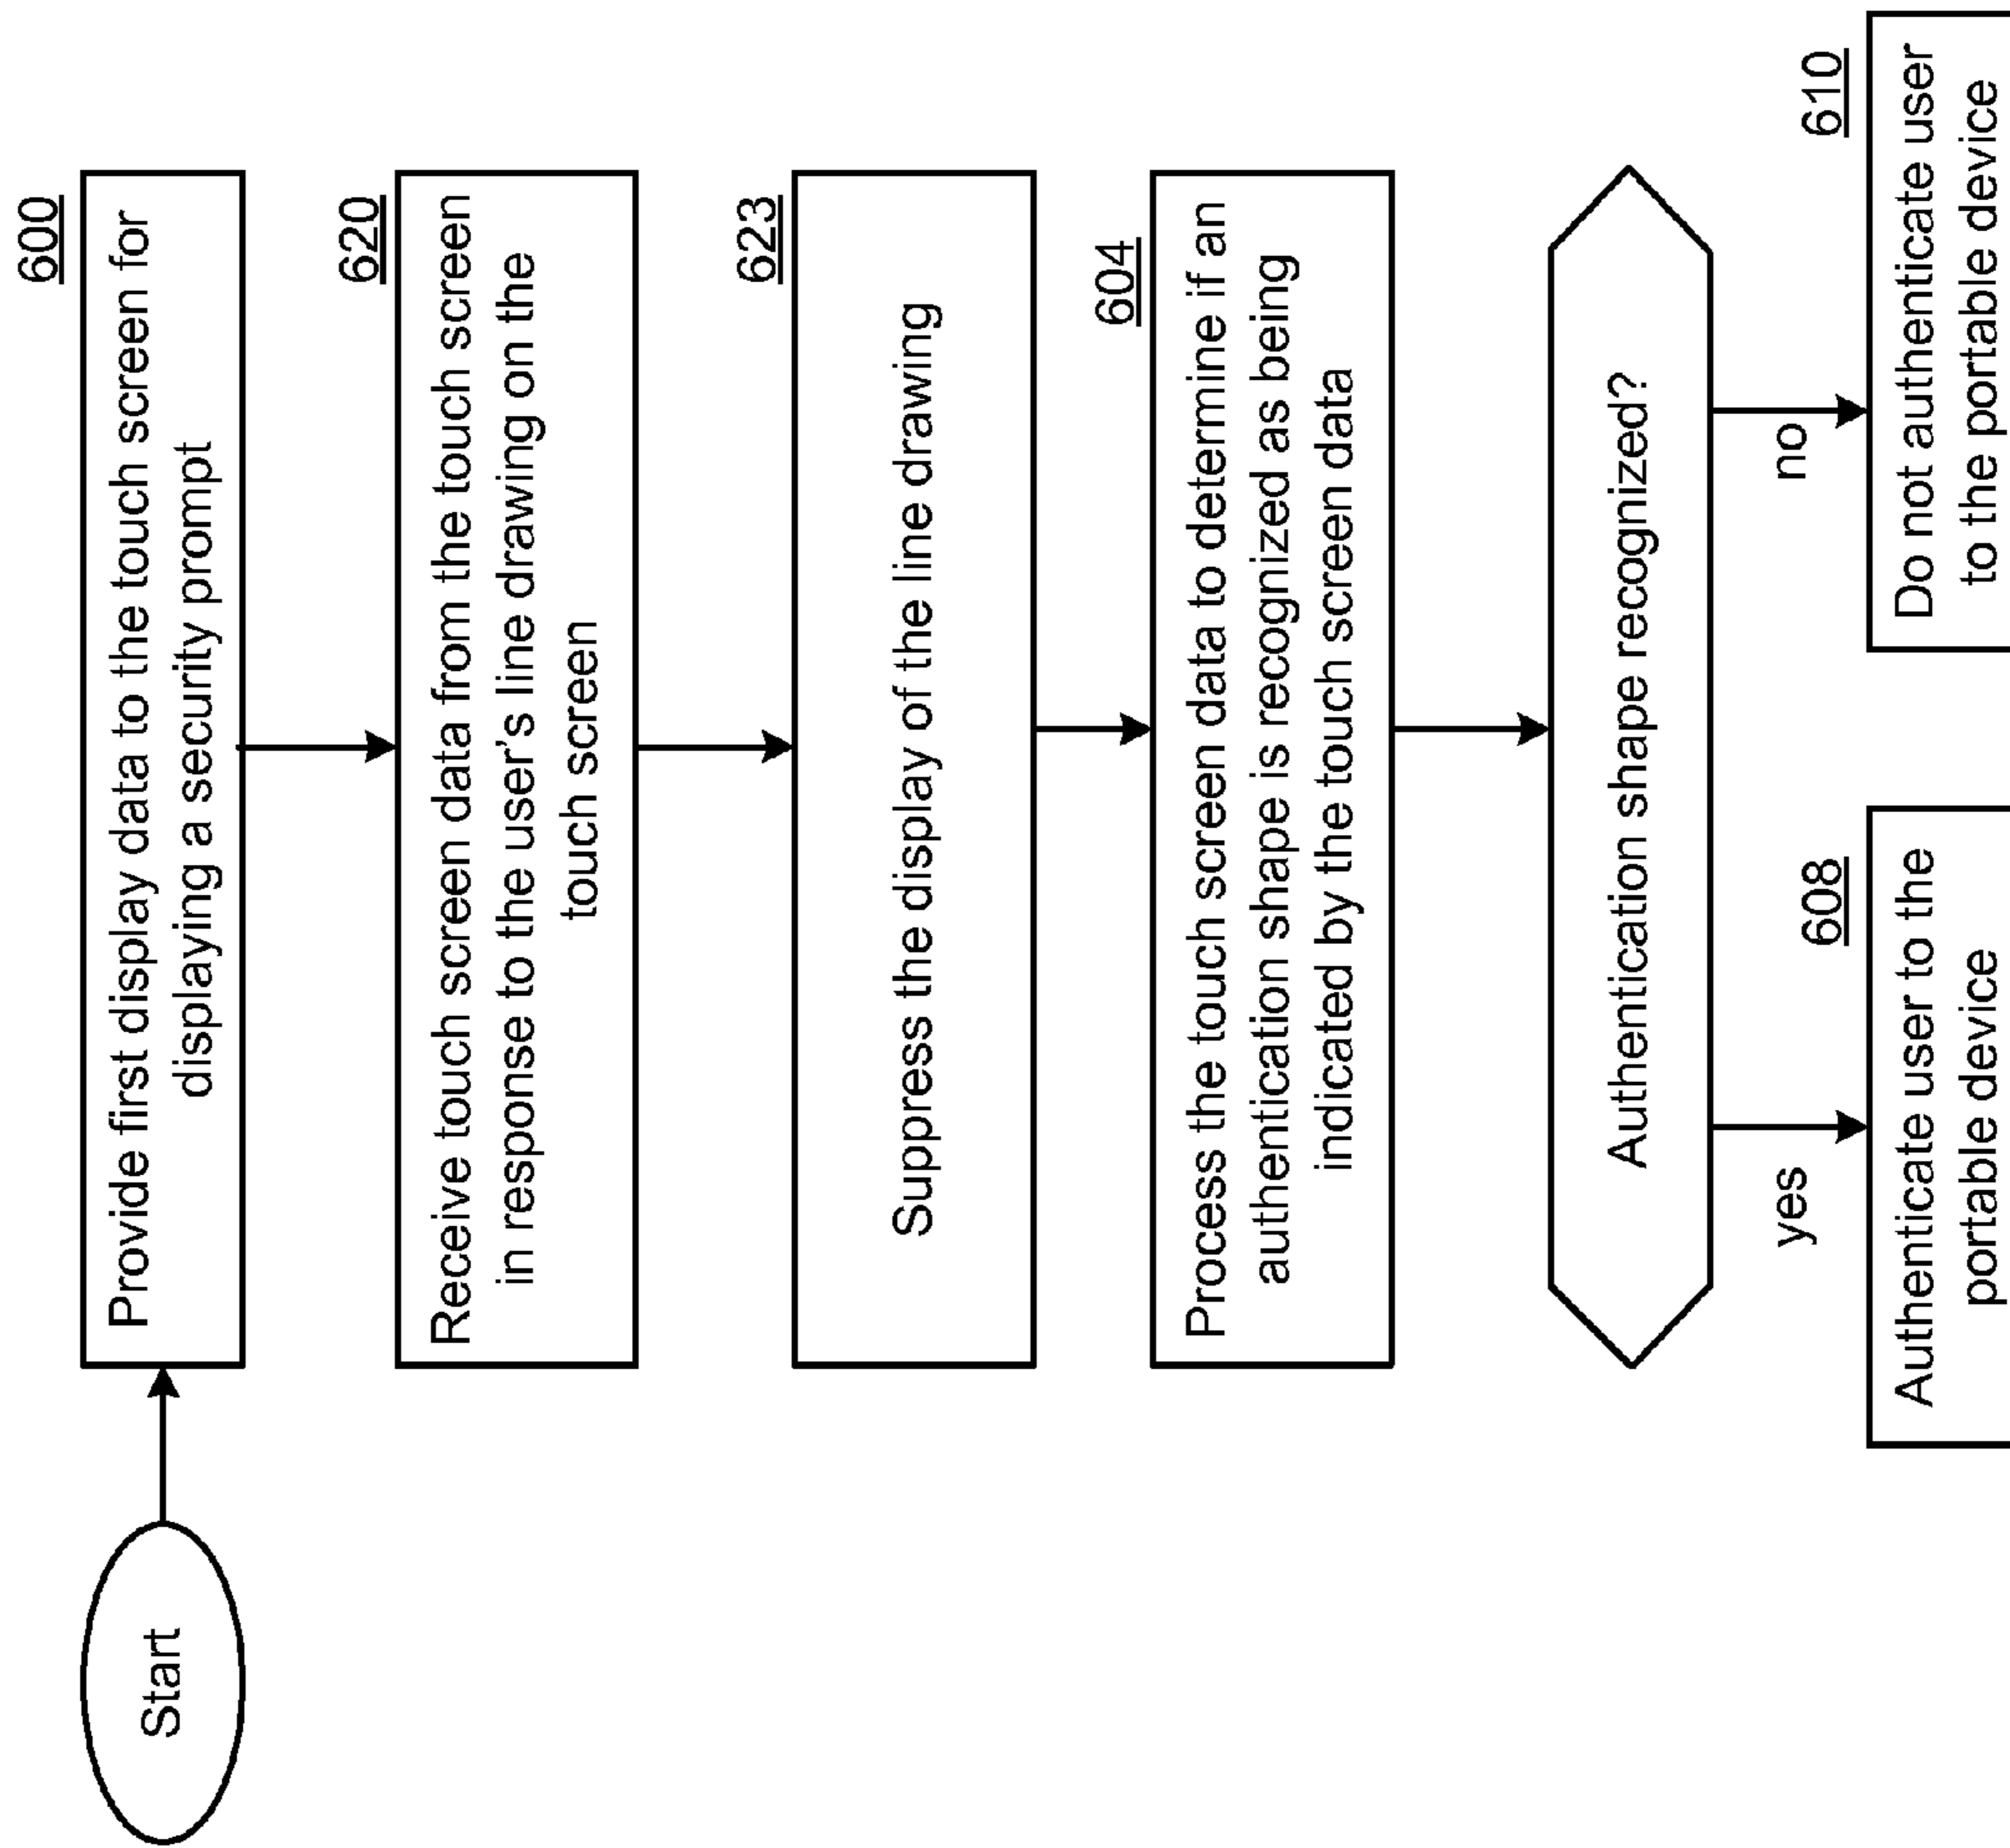 Start
600
Provide first display data to the touch screen for
displaying a security prompt
620
Receive touch screen data from the touch screen
in response to the user's line drawing on the
touch screen
623
Suppress the display of the line drawing
604
Process the touch screen data to determine if an
authentication shape is recognized as being
indicated by the touch screen data
Authentication shape recognized?
yes
no
608
Authenticate user to the
portable device
610
Do not authenticate user
to the portable device